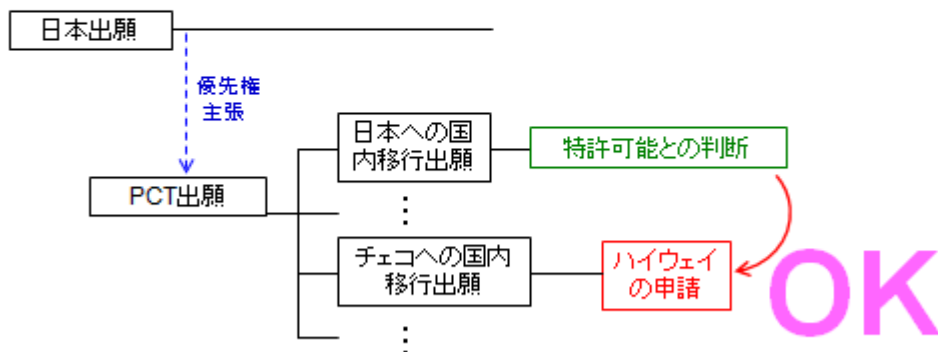 日本出願
優先権
主張
日本への国
内移行出願
特許可能との判断
PCT出願
⋮
チェコへの国内
移行出願
ハイウェイ
の申請
OK
⋮